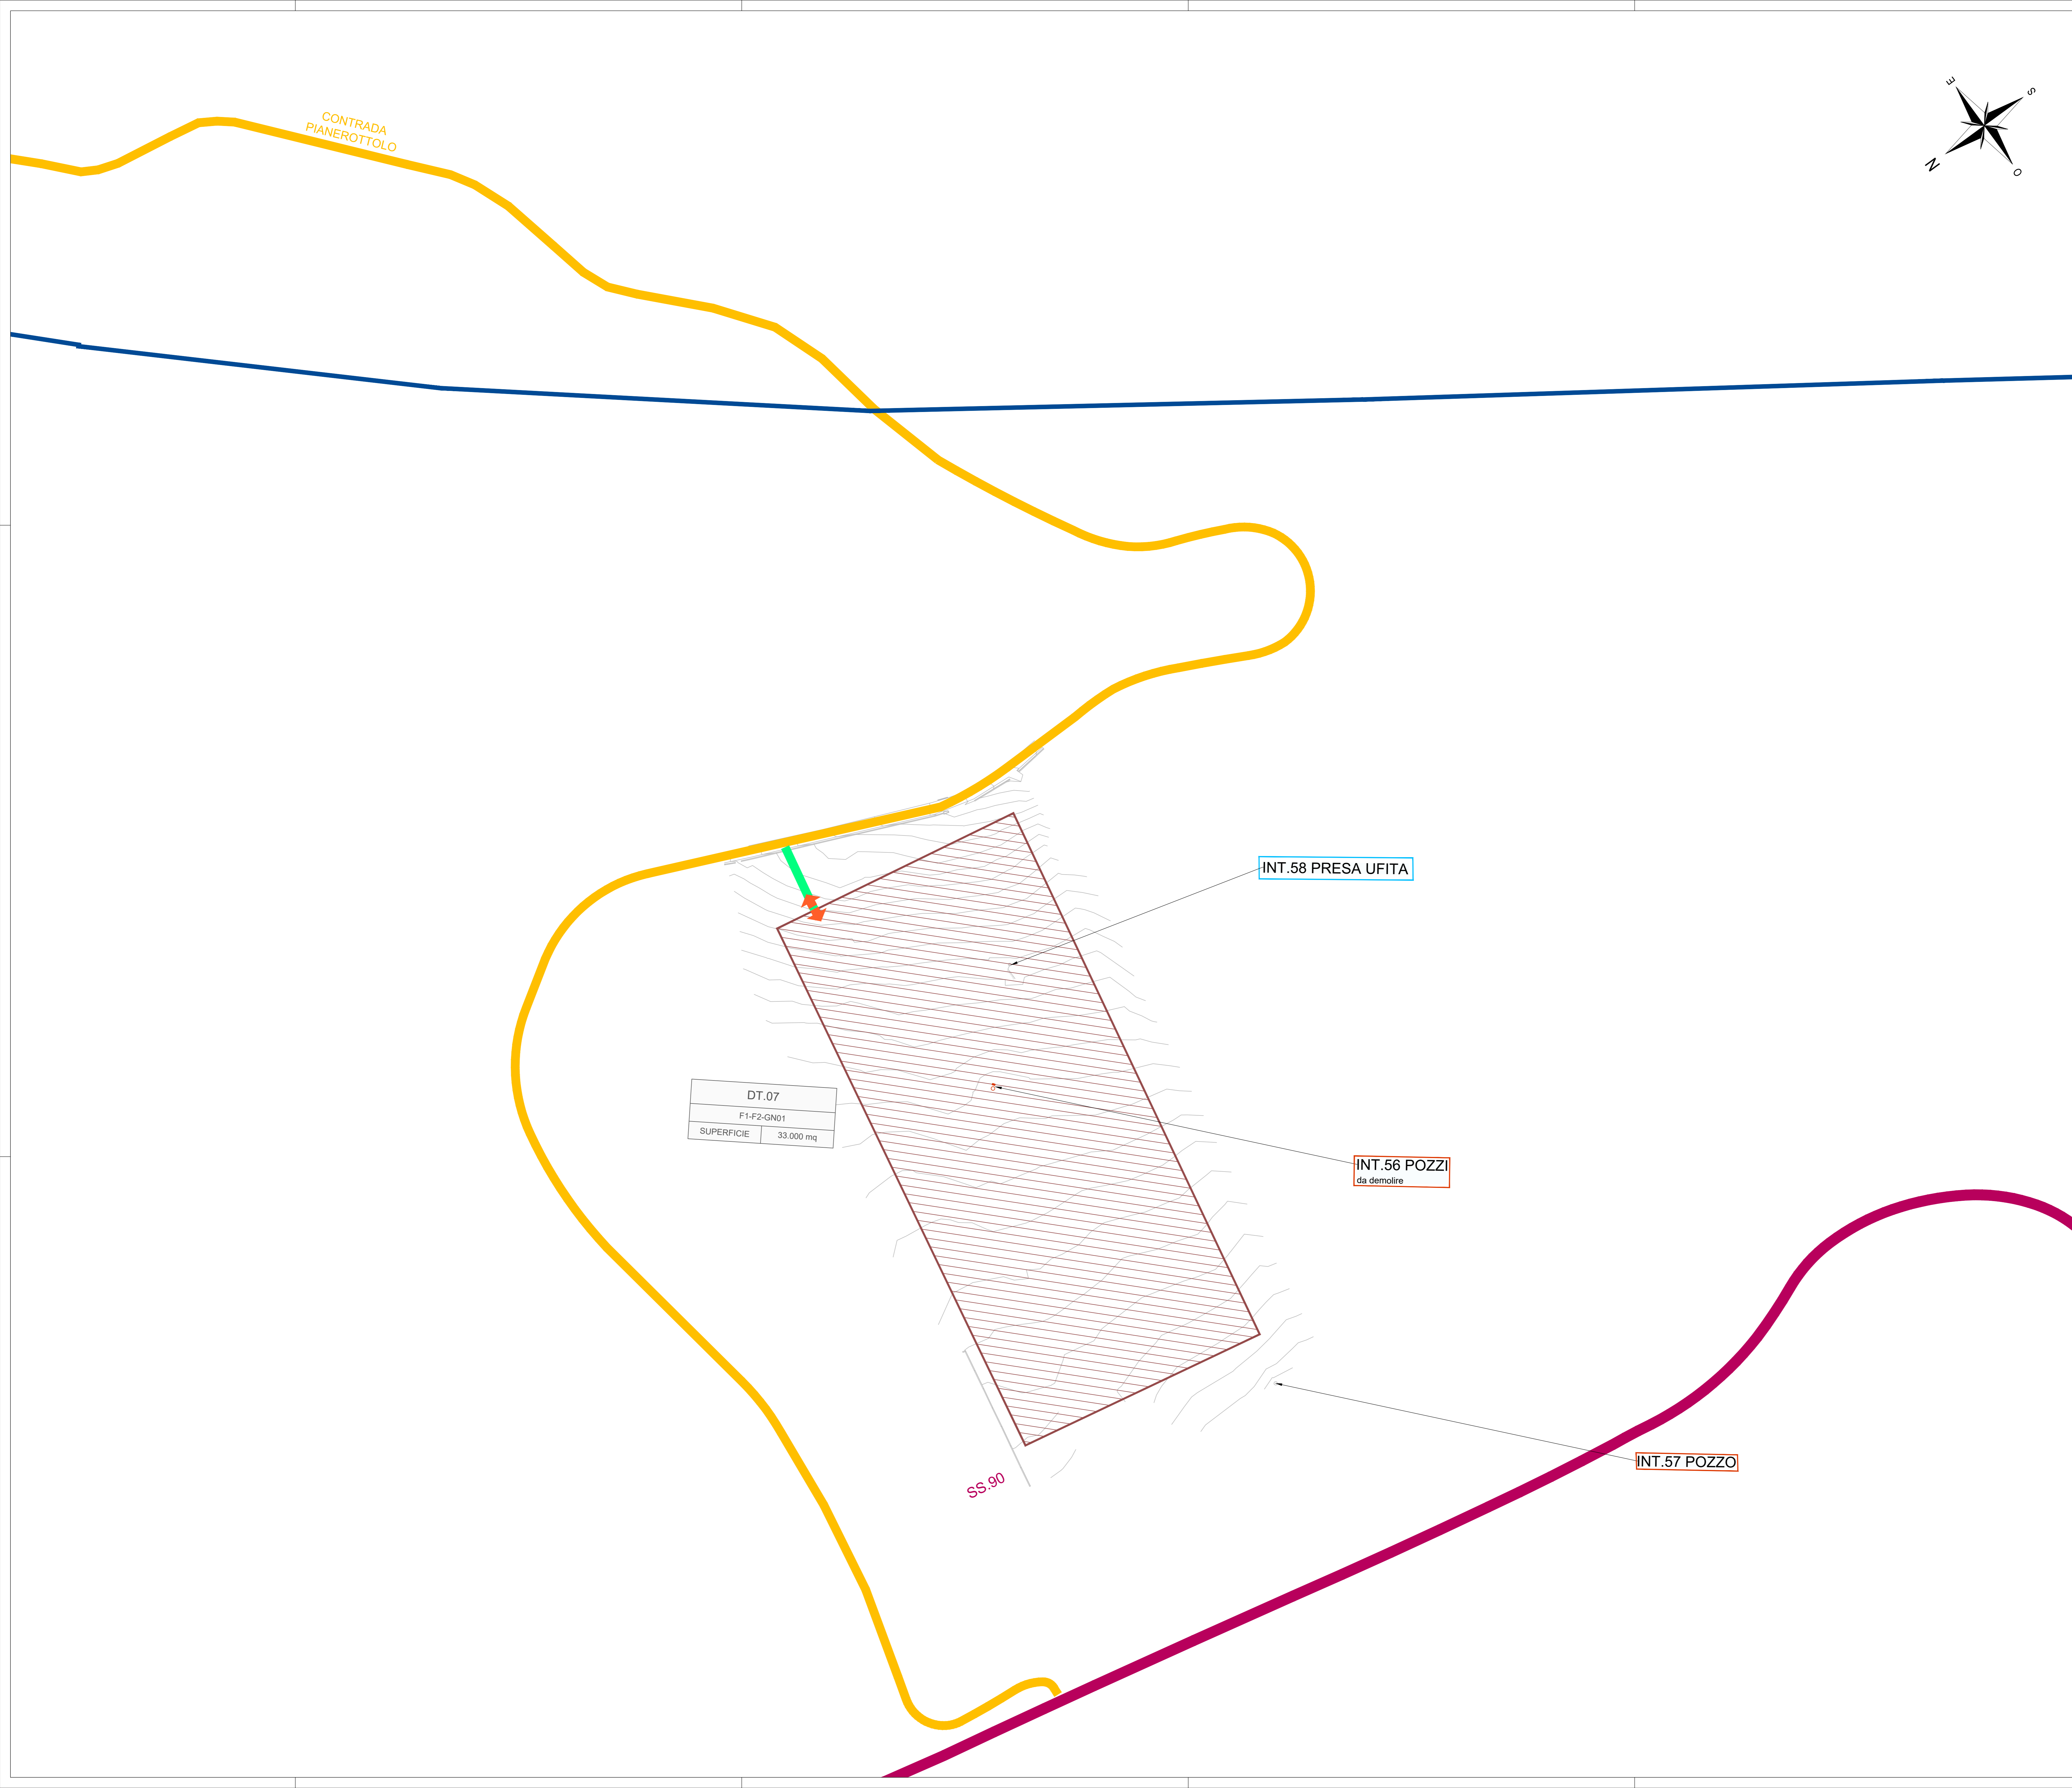 E
S
N
O
CONTRADA
PIANEROTTOLO
INT.58 PRESA UFITA
DT.07
F1-F2-GN01
SUPERFICIE 33.000 mq
INT.56 POZZI
da demolire
INT.57 POZZO
SS.90